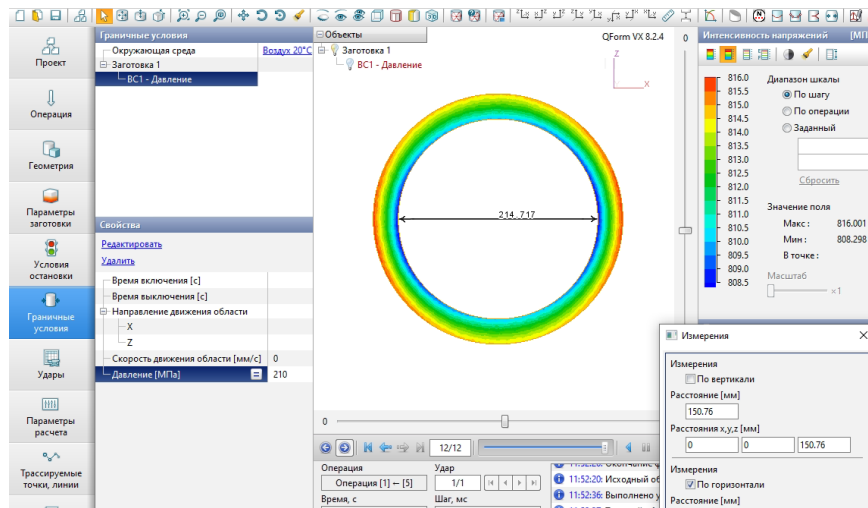 Граничные условия
Окружающая среда
Воздух 20°C
Заготовка 1
BC1 - Давление
Проект
Операция
Геометрия
Параметры
заготовки
Условия
остановки
Граничные
условия
Удары
Параметры
расчета
Трассируемые
точки, линии
Свойства
Редактировать
Удалить
Время включения [с]
Время выключения [с]
Направление движения области
X
Z
Скорость движения области [мм/с] 0
Давление [МПа] = 210
Объекты
Заготовка 1
BC1 - Давление
QForm VX 8.2.4
Z
X
214.717
0
0
12/12
Операция
Операция [1] ← [5]
Время, с
Удар
1/1
Шаг, мс
11:52:20: Исходный об
11:52:36: Выполнено у
Интенсивность напряжений
[МП
816.0
815.5
815.0
814.5
814.0
813.5
813.0
812.5
812.0
811.5
811.0
810.5
810.0
809.5
809.0
808.5
Диапазон шкалы
По шагу
По операции
Заданный
Сбросить
Значение поля
Макс : 816.001
Мин : 808.298
В точке :
Масштаб
×1
Измерения
Измерения
По вертикали
Расстояние [мм]
150.76
Расстояния x,y,z [мм]
0 0 150.76
Измерения
По горизонтали
Расстояние [мм]